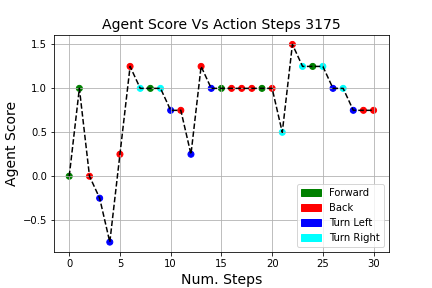 Agent Score Vs Action Steps 3175
1.5
1.0
0.5
0.0
−0.5
Agent Score
Forward
Back
Turn Left
Turn Right
0 5 10 15 20 25 30
Num. Steps